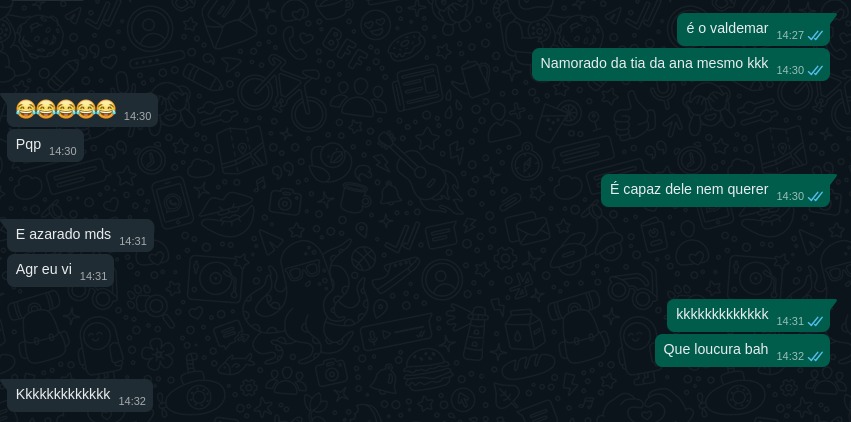 é o valdemar 14:27
Namorado da tia da ana mesmo kkk 14:30
😂😂😂😂😂 14:30
Pqp 14:30
É capaz dele nem querer 14:30
E azarado mds 14:31
Agr eu vi 14:31
kkkkkkkkkkkkk 14:31
Que loucura bah 14:32
Kkkkkkkkkkkkk 14:32